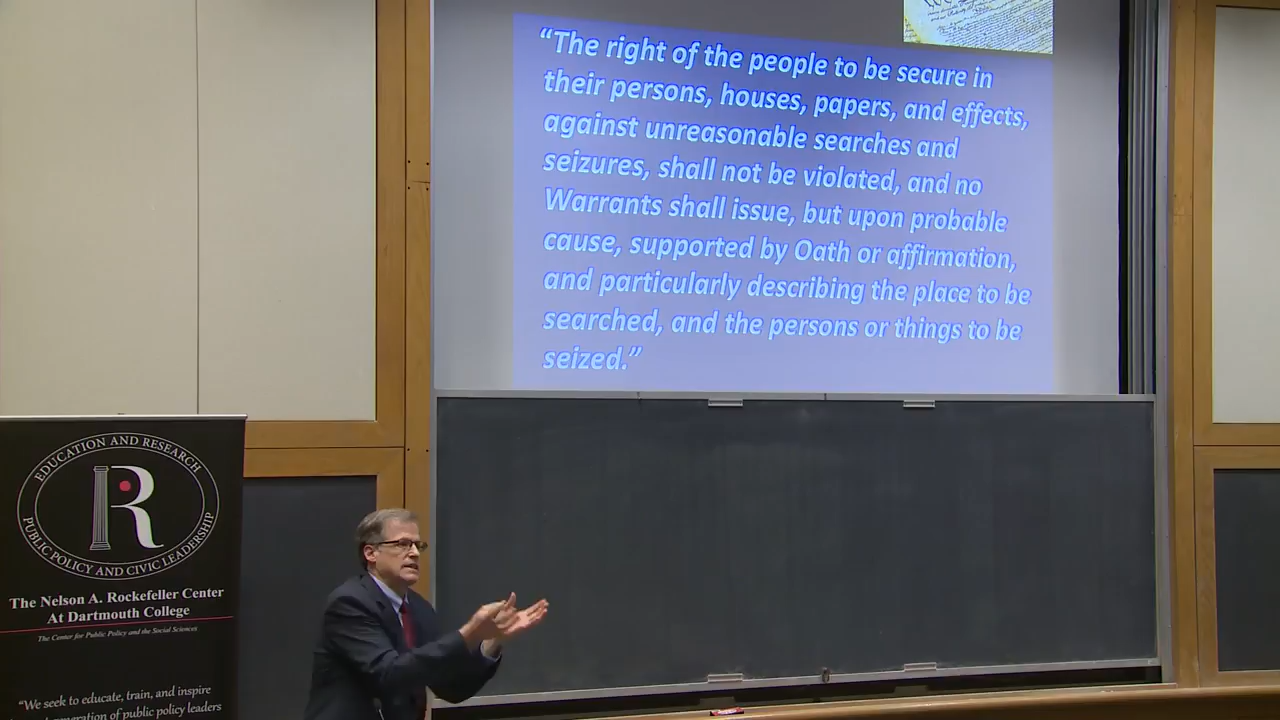 “The right of the people to be secure in
their persons, houses, papers, and effects,
against unreasonable searches and
seizures, shall not be violated, and no
Warrants shall issue, but upon probable
cause, supported by Oath or affirmation,
and particularly describing the place to be
searched, and the persons or things to be
seized.”
EDUCATION AND RESEARCH
R
PUBLIC POLICY AND CIVIC LEADERSHIP
The Nelson A. Rockefeller Center
At Dartmouth College
The Center for Public Policy and the Social Sciences
“We seek to educate, train, and inspire
of public policy leaders